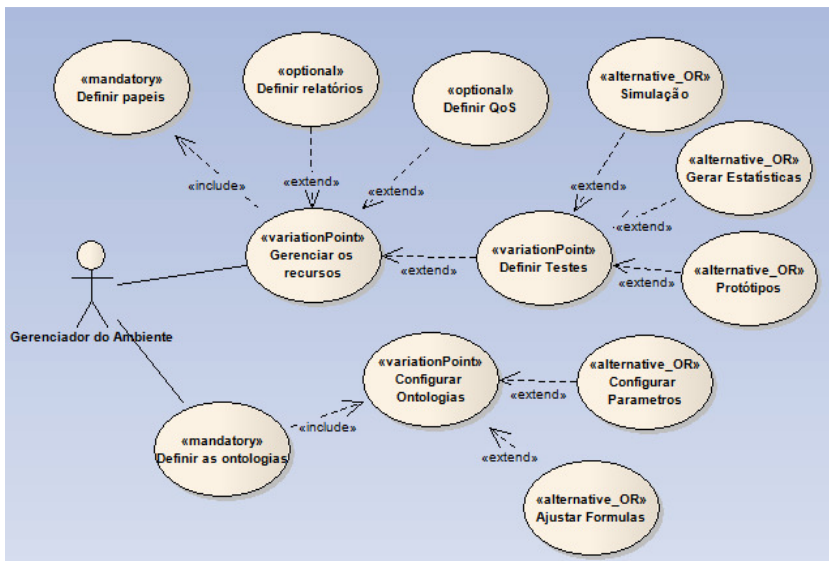 «mandatory»
Definir papeis
«optional»
Definir relatórios
«optional»
Definir QoS
«alternative_OR»
Simulação
«alternative_OR»
Gerar Estatísticas
«include»
«extend»
«extend»
«extend»
«extend»
«variationPoint»
Gerenciar os
recursos
«extend»
«variationPoint»
Definir Testes
«extend»
«alternative_OR»
Protótipos
Gerenciador do Ambiente
«variationPoint»
Configurar
Ontologias
«extend»
«alternative_OR»
Configurar
Parametros
«include»
«mandatory»
Definir as ontologias
«extend»
«alternative_OR»
Ajustar Formulas